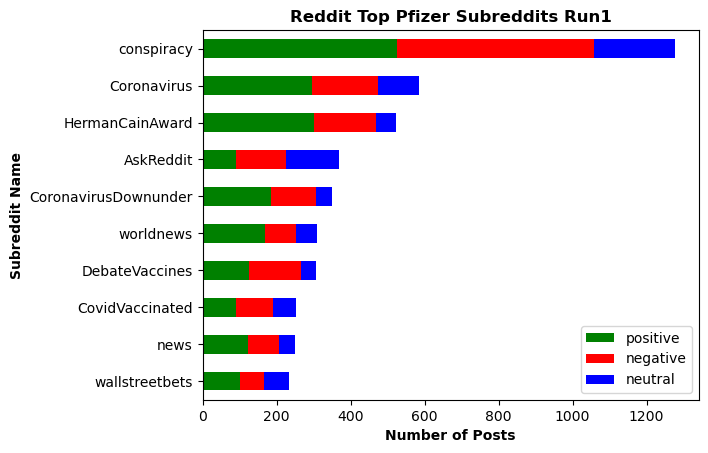 Reddit Top Pfizer Subreddits Run1
conspiracy
Coronavirus
HermanCainAward
AskReddit
CoronavirusDownunder
worldnews
DebateVaccines
CovidVaccinated
news
wallstreetbets
Subreddit Name
positive
negative
neutral
0 200 400 600 800 1000 1200
Number of Posts